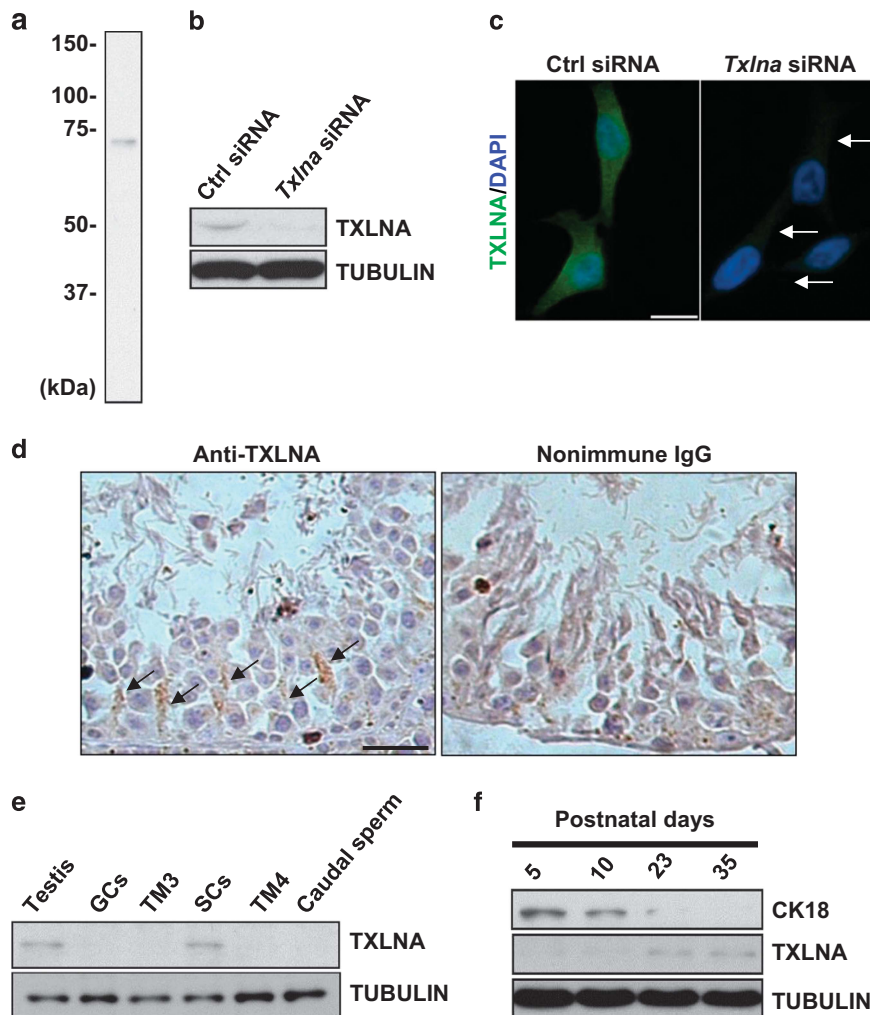 a
150-
100-
75-
50-
37-
(kDa)
b
Ctrl siRNA
Txlna siRNA
TXLNA
TUBULIN
c
Ctrl siRNA
Txlna siRNA
TXLNA/DAPI
d
Anti-TXLNA
Nonimmune IgG
e
Testis
GCs
TM3
SCs
TM4
Caudal sperm
TXLNA
TUBULIN
f
Postnatal days
5
10
23
35
CK18
TXLNA
TUBULIN